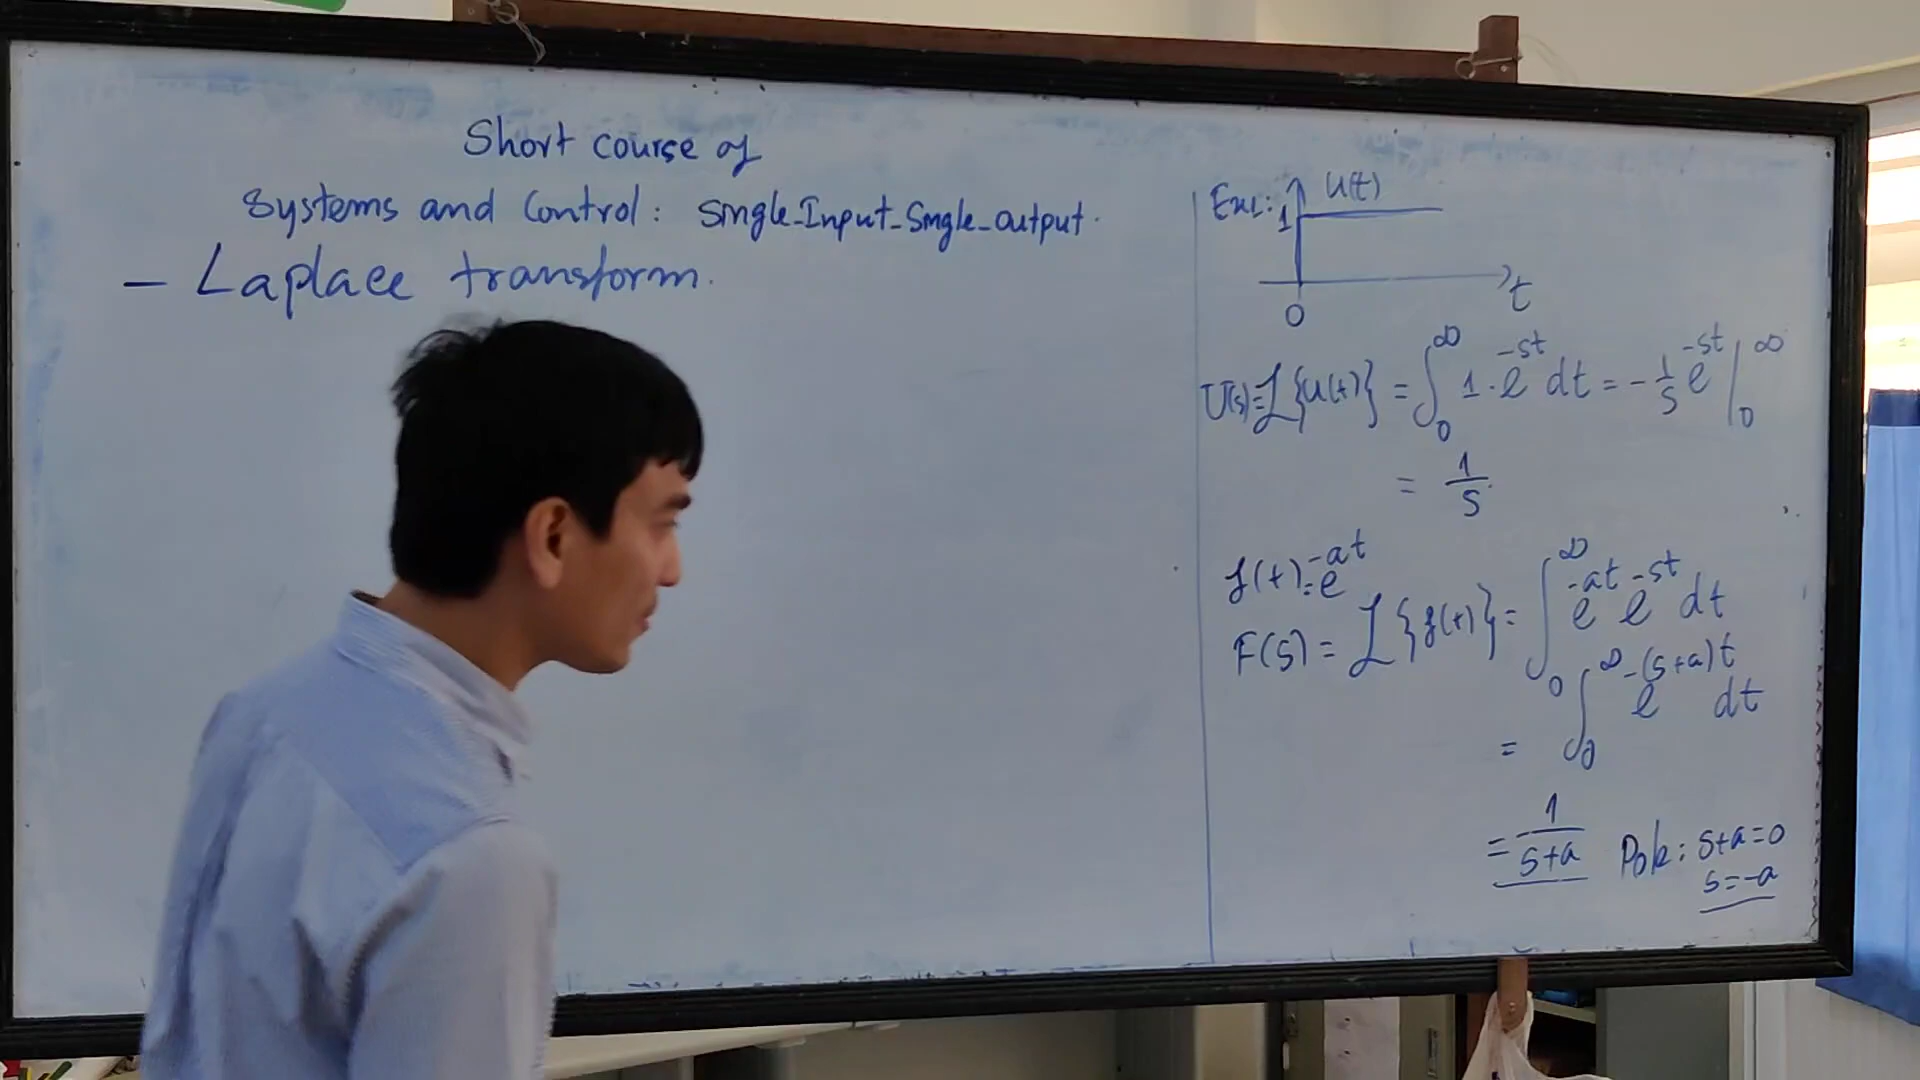 Short course of
Systems and Control: Single-Input-Single-output.
- Laplace transform.
Ex1: 1 u(t)
t
0
U(s)=ℒ{u(t)} = ∫₀^∞ 1·e^{-st} dt = -1/s e^{-st} |₀^∞
= 1/s
f(t)=e^{-at}
F(s) = ℒ{f(t)} = ∫₀^∞ e^{-at} e^{-st} dt
= ∫₀^∞ e^{-(s+a)t} dt
= 1/(s+a) Pole: s+a=0
s=-a